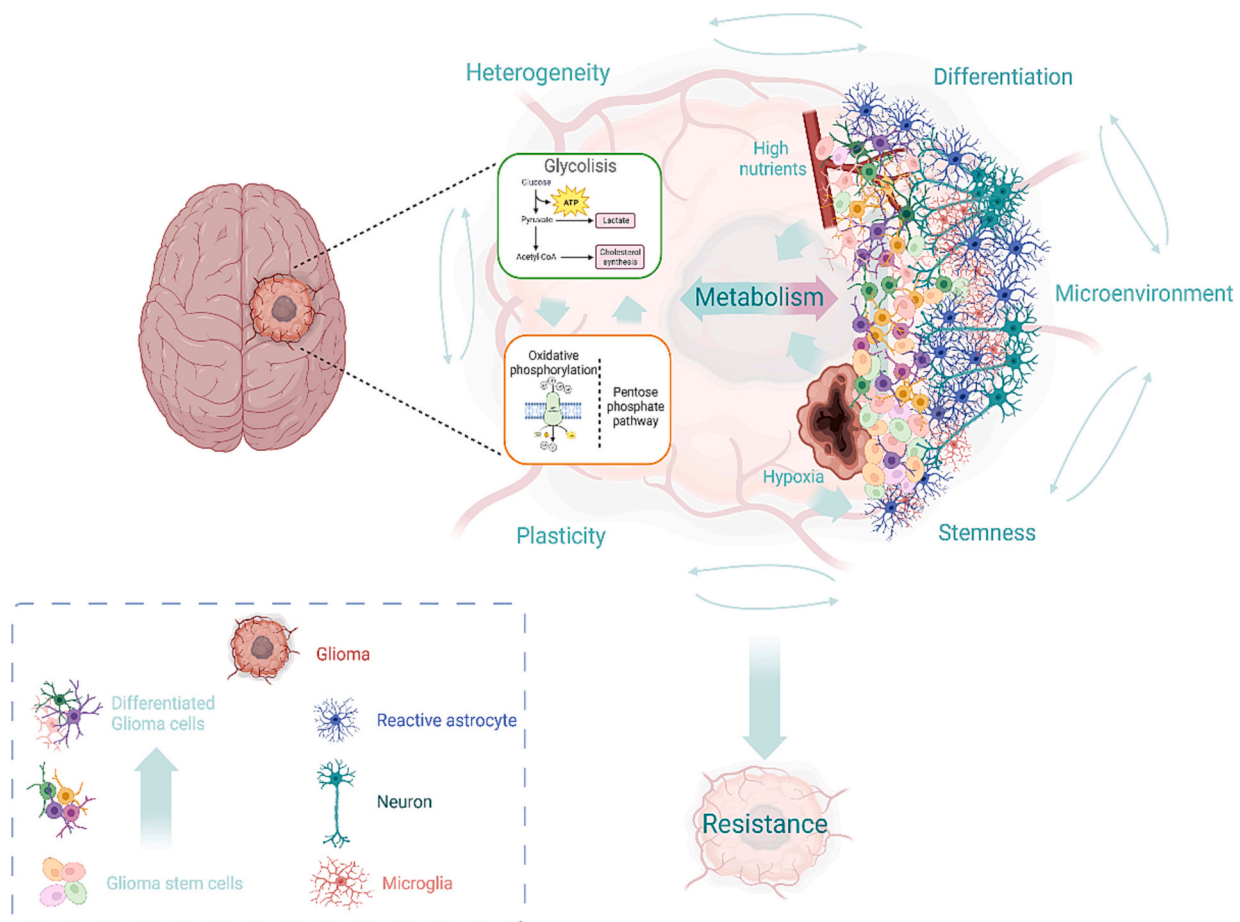 Heterogeneity
Differentiation
High
nutrients
Glycolisis
Glucose
ATP
Pyruvate
Lactate
Acetyl-CoA
Cholesterol
synthesis
Metabolism
Microenvironment
Oxidative
phosphorylation
Pentose
phosphate
pathway
Hypoxia
Plasticity
Stemness
Glioma
Differentiated
Glioma cells
Reactive astrocyte
Neuron
Glioma stem cells
Microglia
Resistance